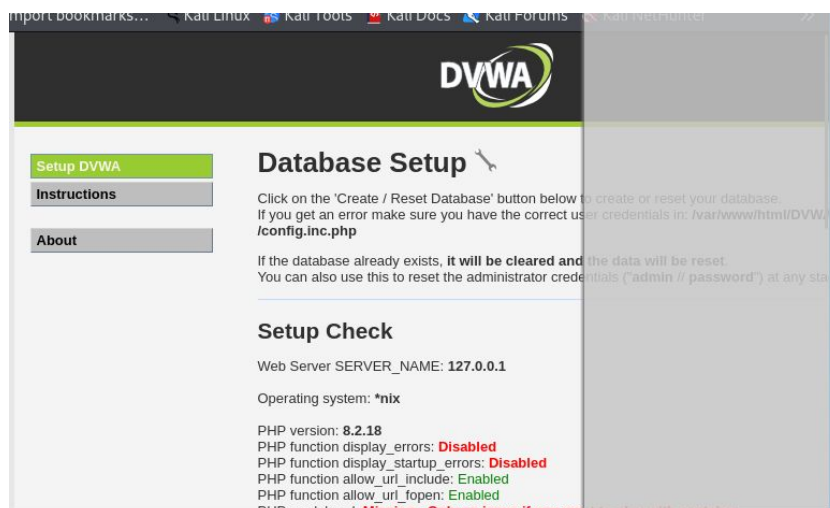 mport bookmarks... Kali Linux Kali Tools Kali Docs Kali Forums Kali NetHunter
DVWA
Setup DVWA
Instructions
About
Database Setup
Click on the 'Create / Reset Database' button below to create or reset your database.
If you get an error make sure you have the correct user credentials in: /var/www/html/DVWA
/config.inc.php
If the database already exists, it will be cleared and the data will be reset.
You can also use this to reset the administrator credentials ("admin // password") at any sta
Setup Check
Web Server SERVER_NAME: 127.0.0.1
Operating system: *nix
PHP version: 8.2.18
PHP function display_errors: Disabled
PHP function display_startup_errors: Disabled
PHP function allow_url_include: Enabled
PHP function allow_url_fopen: Enabled